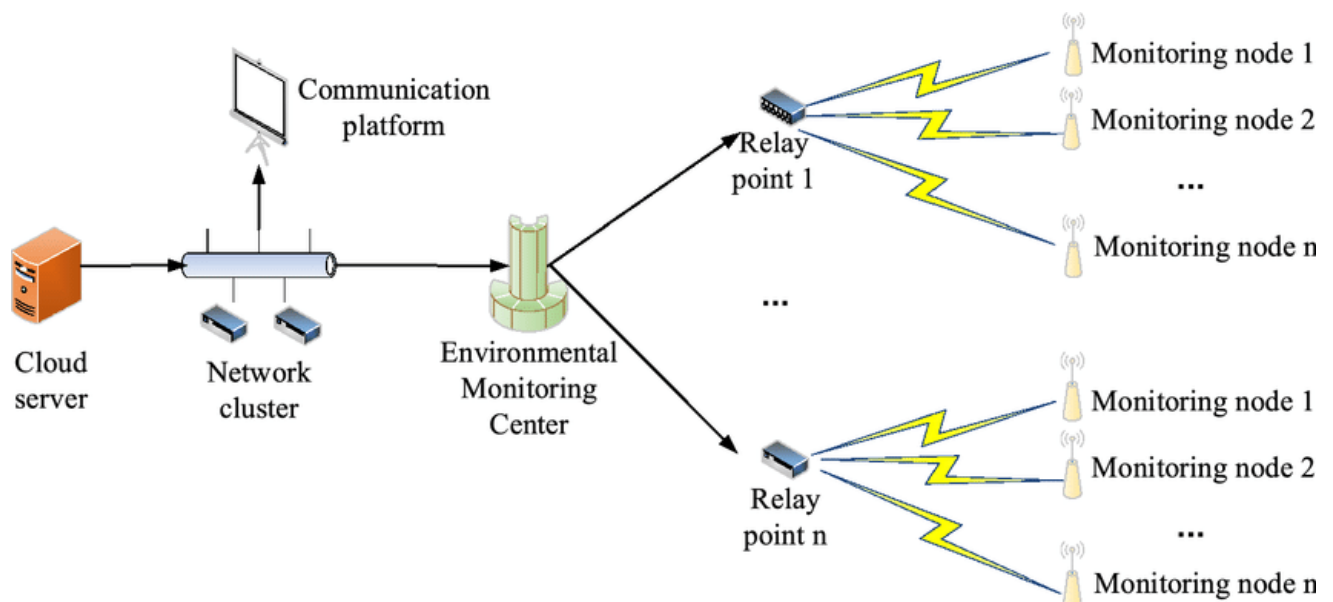 Communication
platform
Cloud
server
Network
cluster
Environmental
Monitoring
Center
Relay
point 1
Monitoring node 1
Monitoring node 2
...
Monitoring node n
...
Relay
point n
Monitoring node 1
Monitoring node 2
...
Monitoring node n